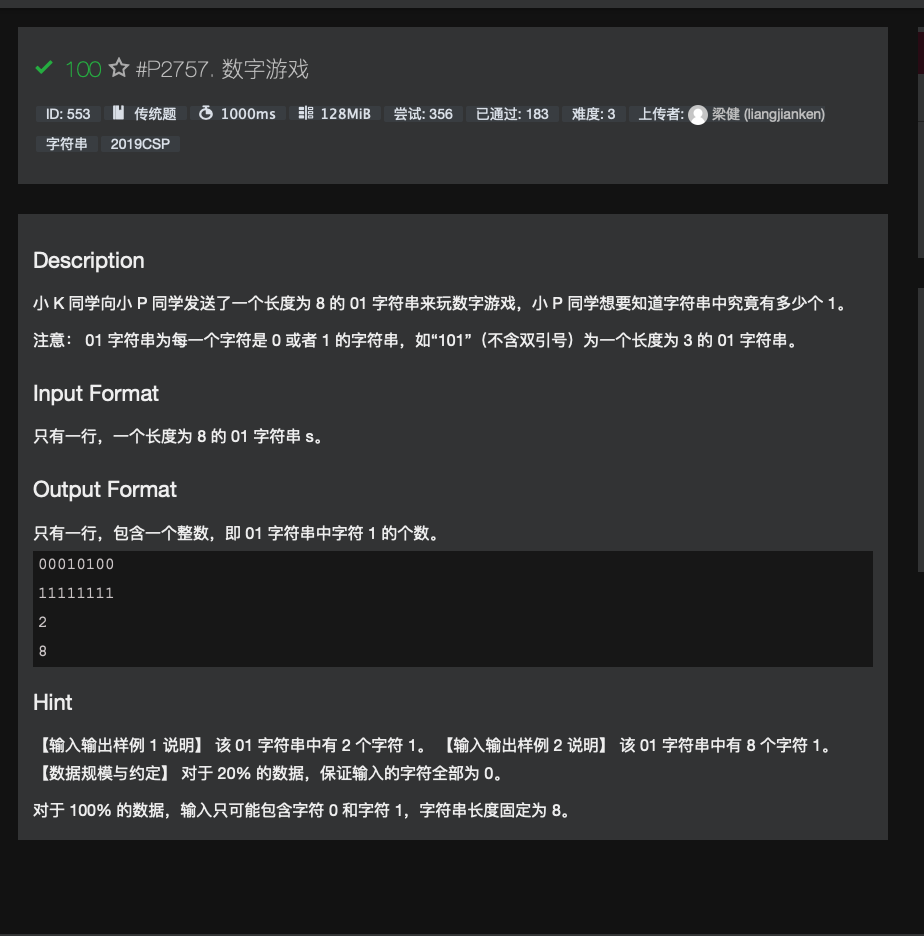 100 #P2757. 数字游戏
ID: 553 传统题 1000ms 128MiB 尝试: 356 已通过: 183 难度: 3 上传者: 梁健 (liangjianken)
字符串 2019CSP
Description
小 K 同学向小 P 同学发送了一个长度为 8 的 01 字符串来玩数字游戏，小 P 同学想要知道字符串中究竟有多少个 1。
注意： 01 字符串为每一个字符是 0 或者 1 的字符串，如“101”（不含双引号）为一个长度为 3 的 01 字符串。
Input Format
只有一行，一个长度为 8 的 01 字符串 s。
Output Format
只有一行，包含一个整数，即 01 字符串中字符 1 的个数。
00010100
11111111
2
8
Hint
【输入输出样例 1 说明】 该 01 字符串中有 2 个字符 1。 【输入输出样例 2 说明】 该 01 字符串中有 8 个字符 1。
【数据规模与约定】 对于 20% 的数据，保证输入的字符全部为 0。
对于 100% 的数据，输入只可能包含字符 0 和字符 1，字符串长度固定为 8。